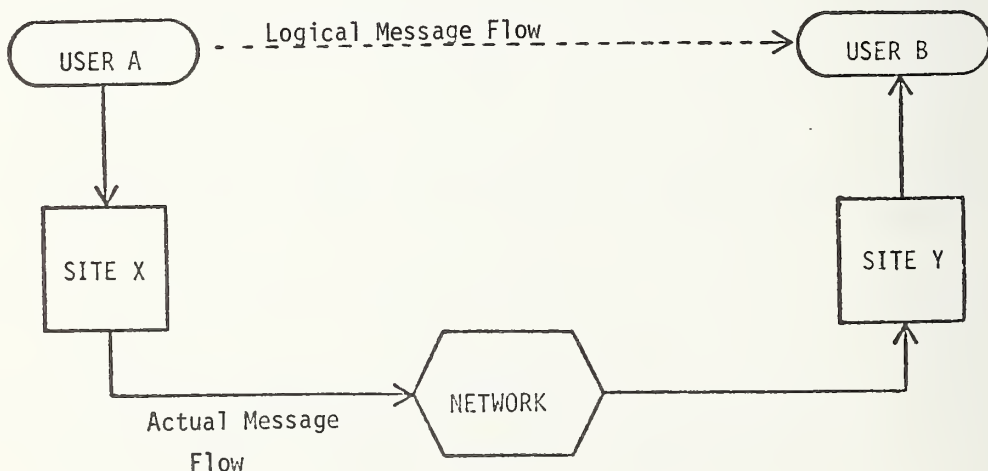 Logical Message Flow
USER A
USER B
SITE X
SITE Y
NETWORK
Actual Message
Flow